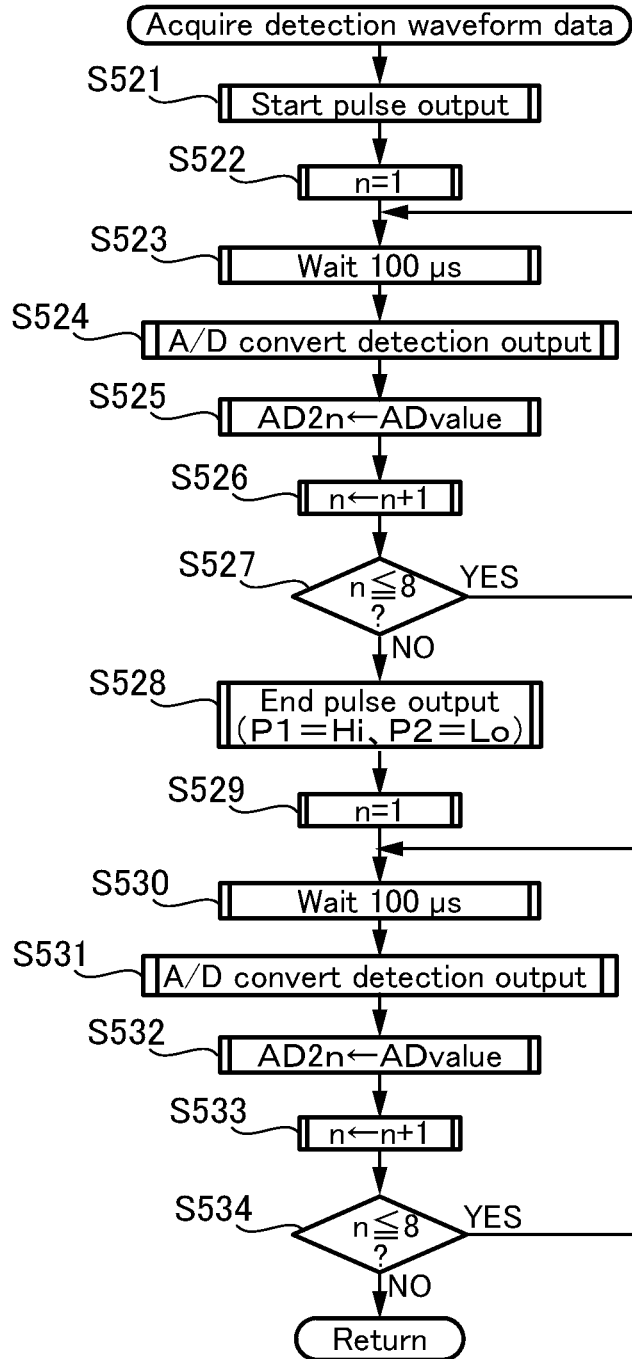 Acquire detection waveform data
S521
Start pulse output
S522
n=1
S523
Wait 100 µs
S524
A/D convert detection output
S525
AD2n←ADvalue
S526
n←n+1
S527
n≦8
?
YES
NO
S528
End pulse output
(P1=Hi、P2=Lo)
S529
n=1
S530
Wait 100 µs
S531
A/D convert detection output
S532
AD2n←ADvalue
S533
n←n+1
S534
n≦8
?
YES
NO
Return